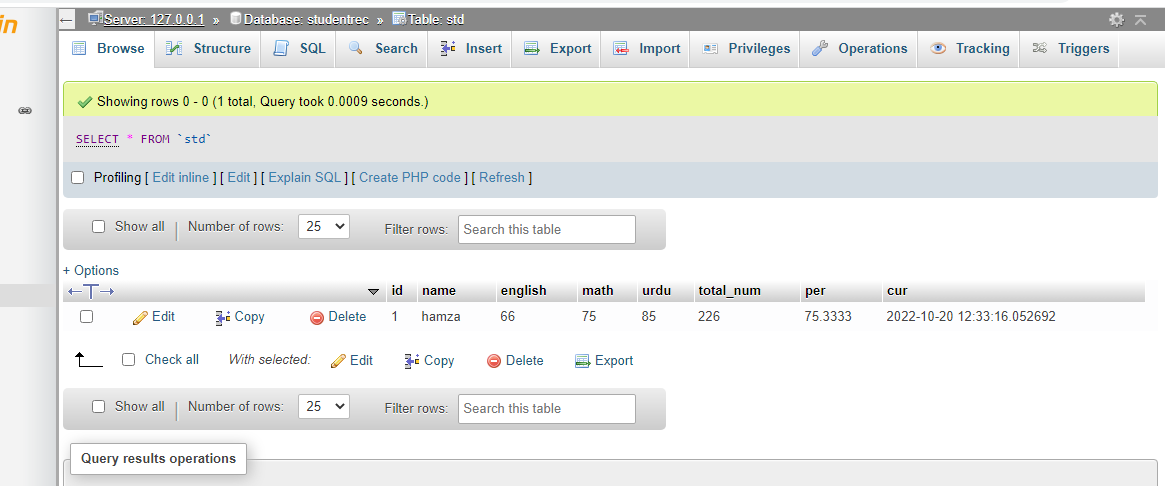 in
Server: 127.0.0.1 » Database: studentrec » Table: std
Browse Structure SQL Search Insert Export Import Privileges Operations Tracking Triggers
Showing rows 0 - 0 (1 total, Query took 0.0009 seconds.)
SELECT * FROM `std`
Profiling [ Edit inline ] [ Edit ] [ Explain SQL ] [ Create PHP code ] [ Refresh ]
Show all | Number of rows: 25 Filter rows: Search this table
+ Options
←T→ id name english math urdu total_num per cur
Edit Copy Delete 1 hamza 66 75 85 226 75.3333 2022-10-20 12:33:16.052692
Check all With selected: Edit Copy Delete Export
Show all | Number of rows: 25 Filter rows: Search this table
Query results operations